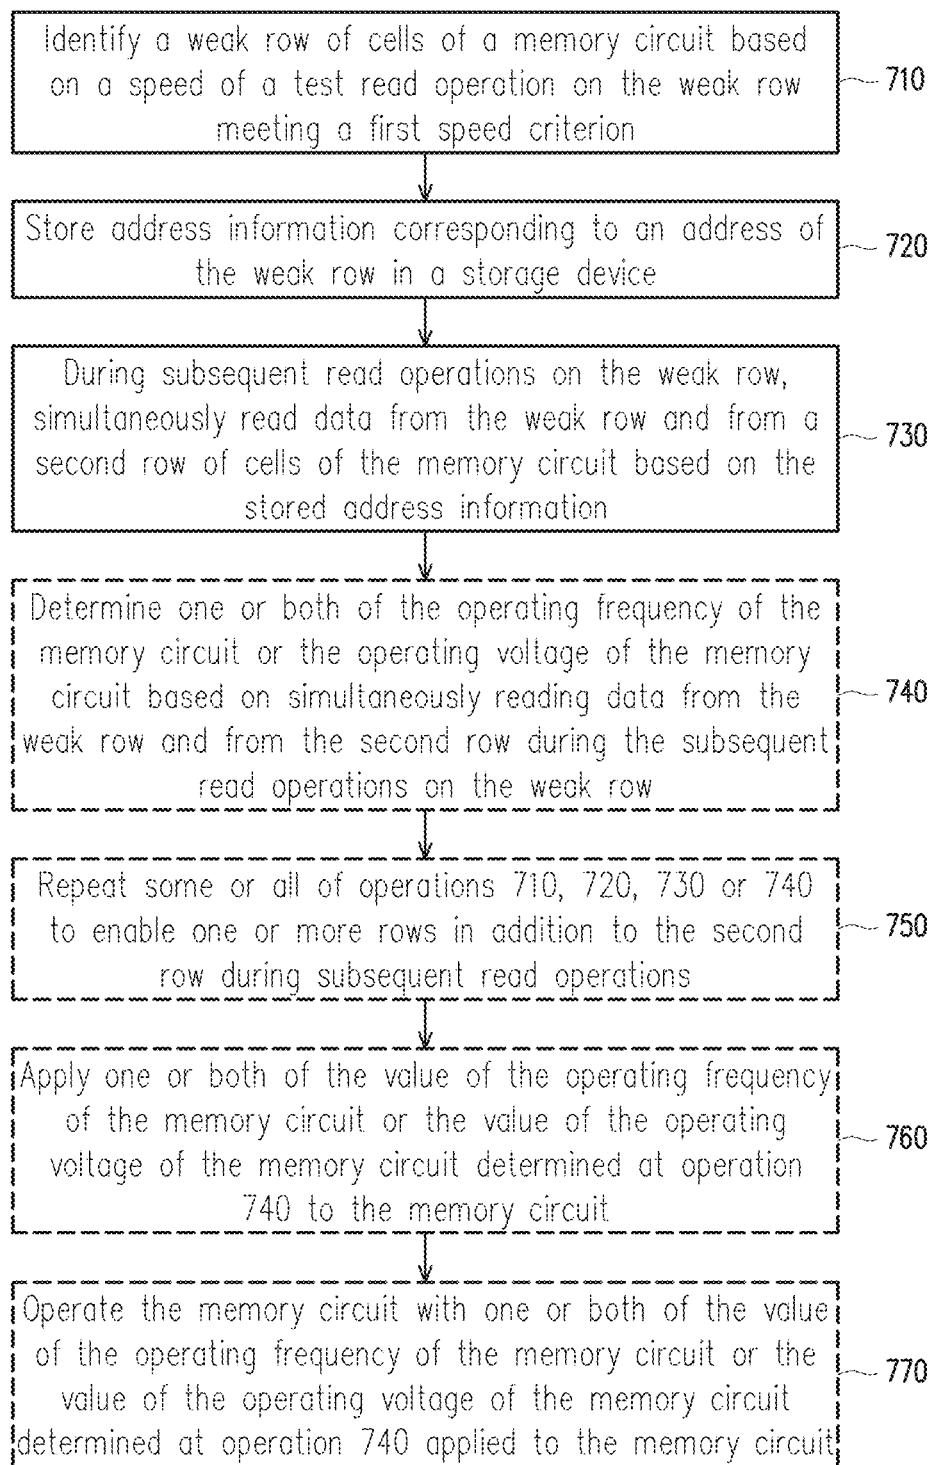 Identify a weak row of cells of a memory circuit based
on a speed of a test read operation on the weak row
meeting a first speed criterion
710
Store address information corresponding to an address of
the weak row in a storage device
720
During subsequent read operations on the weak row,
simultaneously read data from the weak row and from a
second row of cells of the memory circuit based on the
stored address information
730
Determine one or both of the operating frequency of the
memory circuit or the operating voltage of the memory
circuit based on simultaneously reading data from the
weak row and from the second row during the subsequent
read operations on the weak row
740
Repeat some or all of operations 710, 720, 730 or 740
to enable one or more rows in addition to the second
row during subsequent read operations
750
Apply one or both of the value of the operating frequency
of the memory circuit or the value of the operating
voltage of the memory circuit determined at operation
740 to the memory circuit
760
Operate the memory circuit with one or both of the value
of the operating frequency of the memory circuit or the
value of the operating voltage of the memory circuit
determined at operation 740 applied to the memory circuit
770